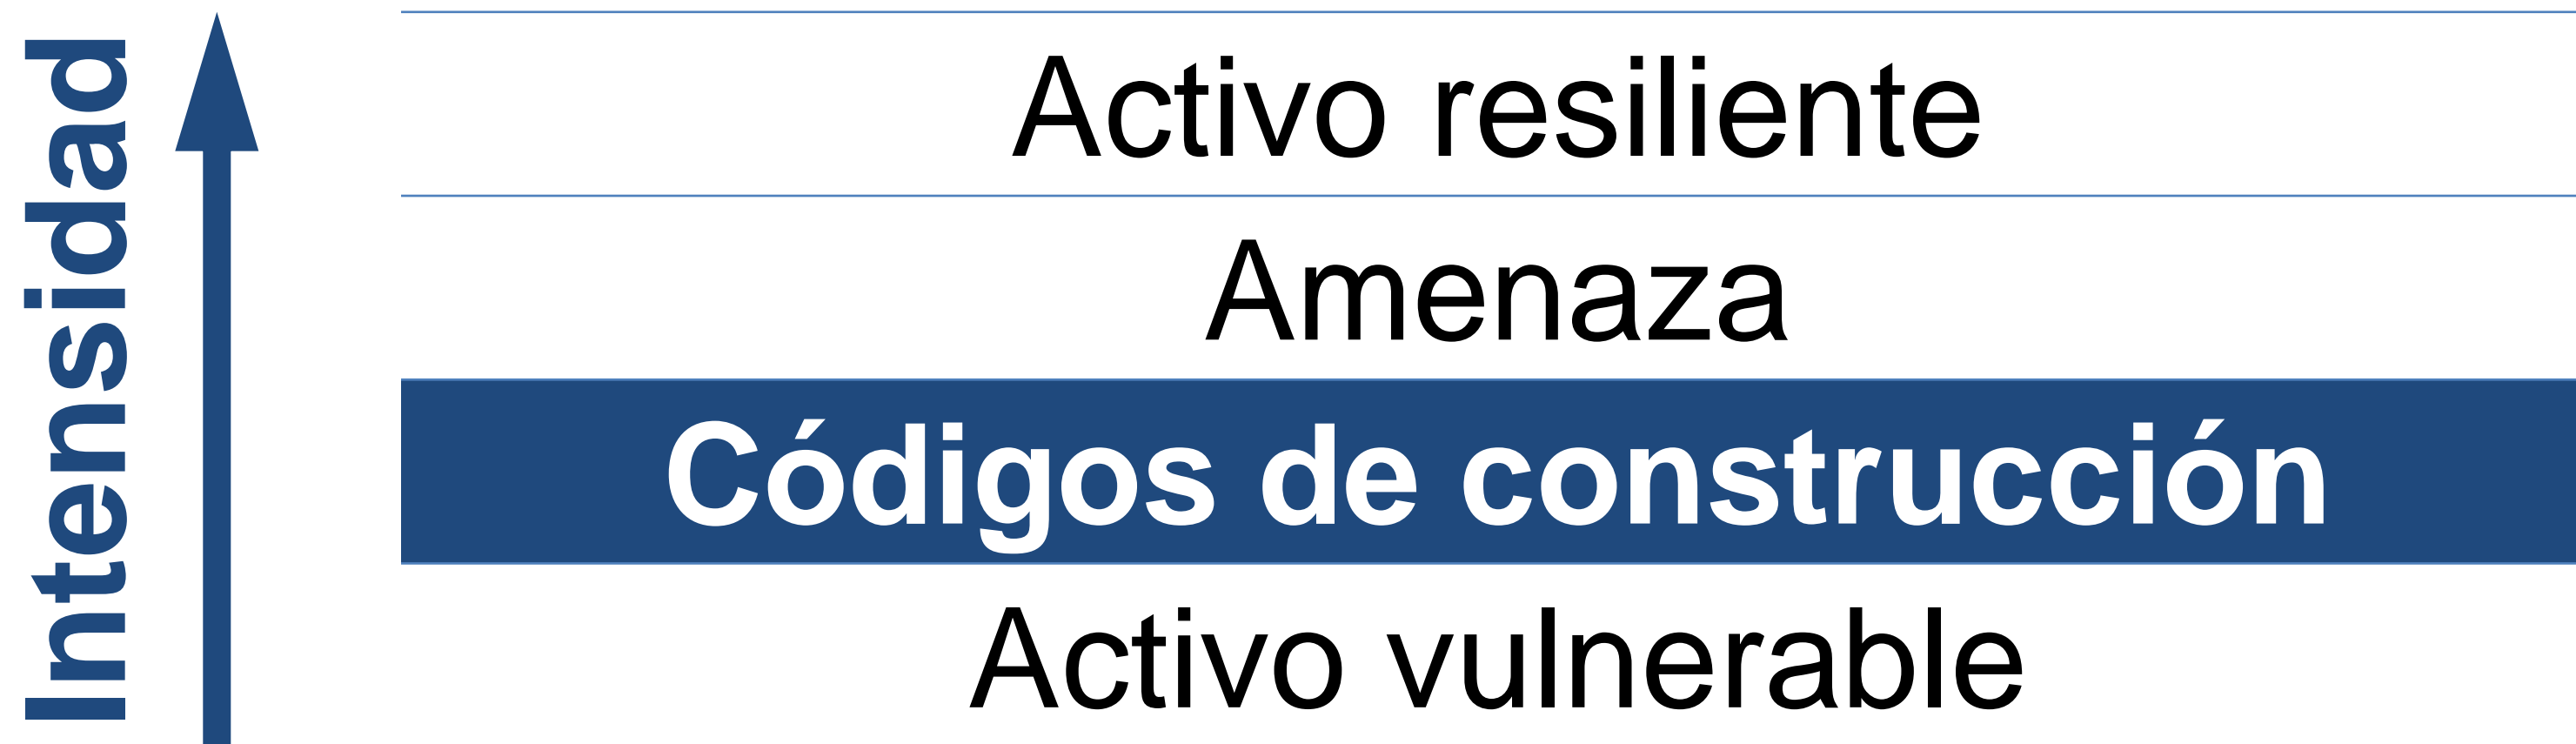 Intensidad
Activo resiliente
Amenaza
Códigos de construcción
Activo vulnerable